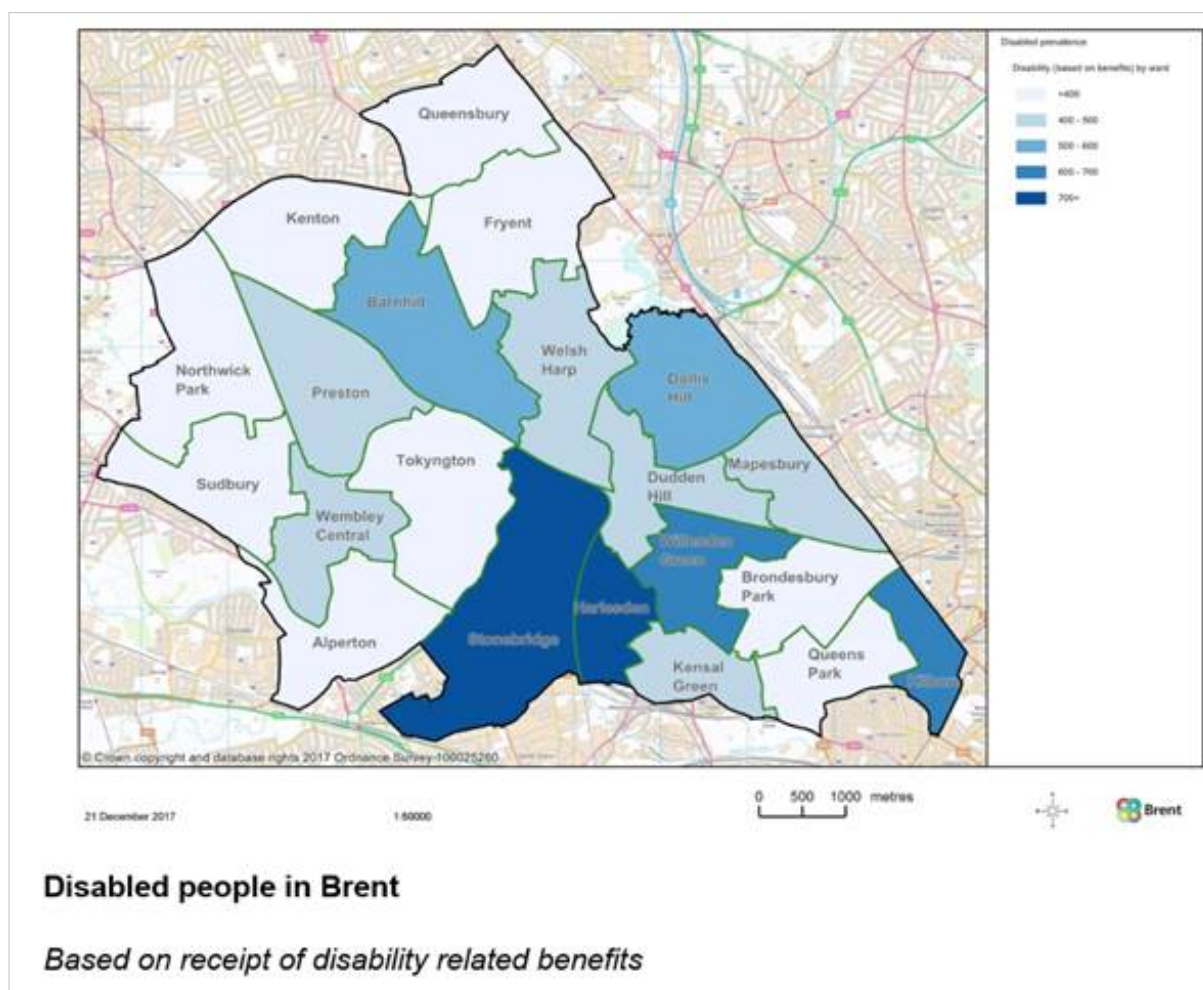 Disabled prevalence
Disability (based on benefits) by ward
400 - 500
500 - 600
600 - 700
700+
Queensbury
Kenton
Fryent
Barnhill
Welsh
Harp
Northwick
Park
Preston
Dollis
Hill
Tokyngton
Sudbury
Mapesbury
Dudden
Hill
Wembley
Central
Willesden
Green
Brondesbury
Park
Harlesden
Stonebridge
Alperton
Queens
Park
Kensal
Green
Kilburn
© Crown copyright and database rights 2017 Ordnance Survey 100025260
21 December 2017
1:50000
0 500 1000 metres
Brent
Disabled people in Brent
Based on receipt of disability related benefits